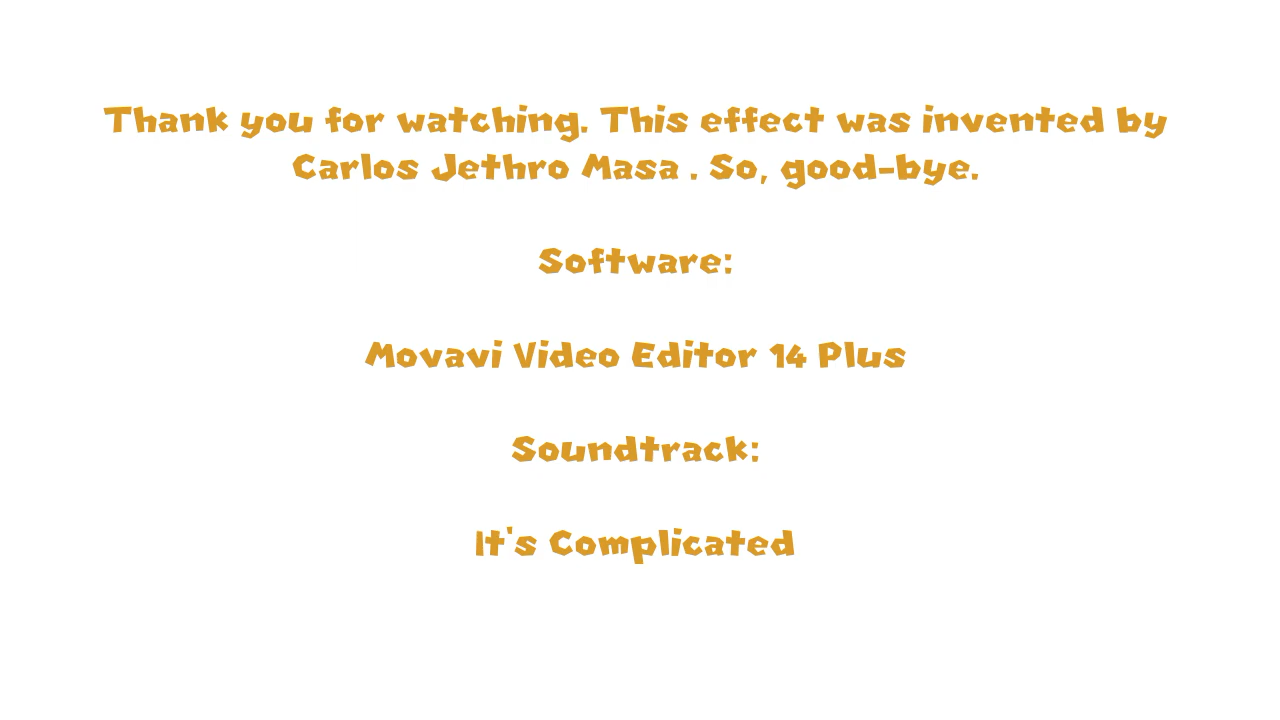 Thank you for watching. This effect was invented by
Carlos Jethro Masa . So, good-bye.
Software:
Movavi Video Editor 14 Plus
Soundtrack:
It's Complicated